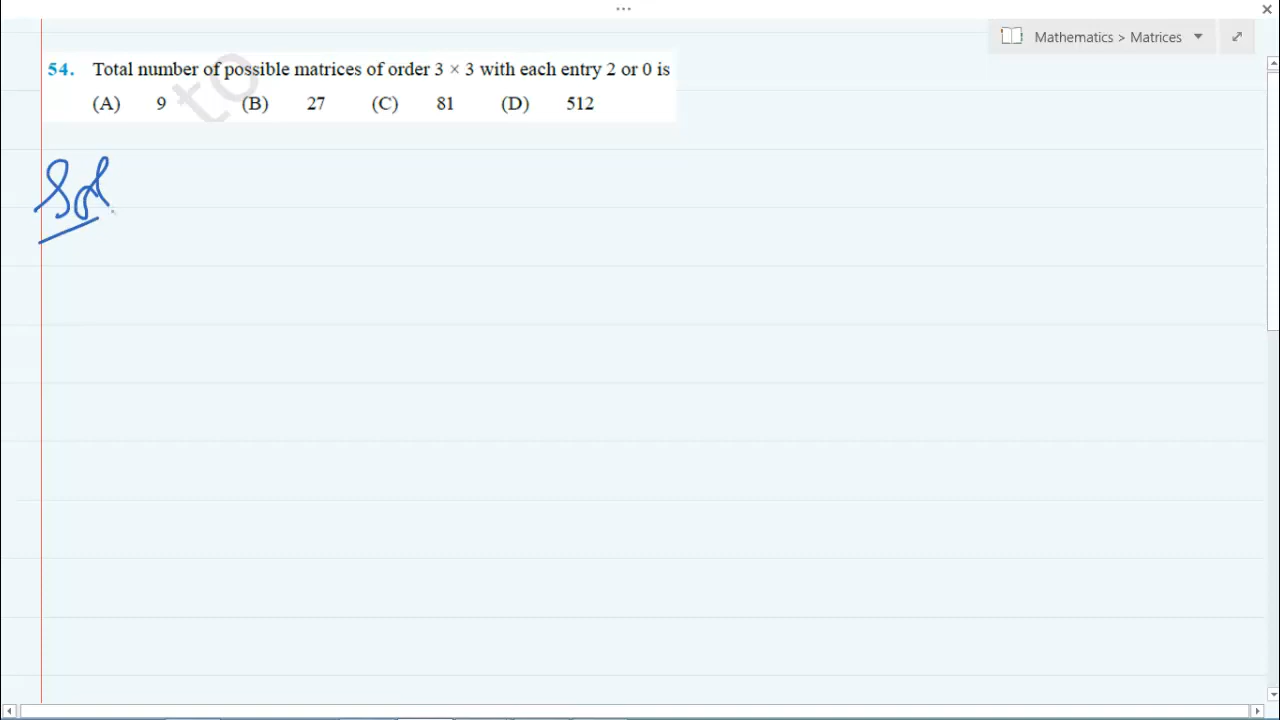 Mathematics > Matrices
54. Total number of possible matrices of order 3 × 3 with each entry 2 or 0 is
(A) 9 (B) 27 (C) 81 (D) 512
to
Sol